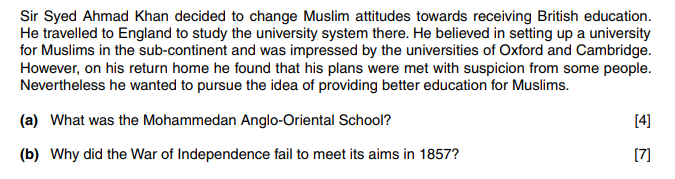 Sir Syed Ahmad Khan decided to change Muslim attitudes towards receiving British education.
He travelled to England to study the university system there. He believed in setting up a university
for Muslims in the sub-continent and was impressed by the universities of Oxford and Cambridge.
However, on his return home he found that his plans were met with suspicion from some people.
Nevertheless he wanted to pursue the idea of providing better education for Muslims.
(a) What was the Mohammedan Anglo-Oriental School? [4]
(b) Why did the War of Independence fail to meet its aims in 1857? [7]